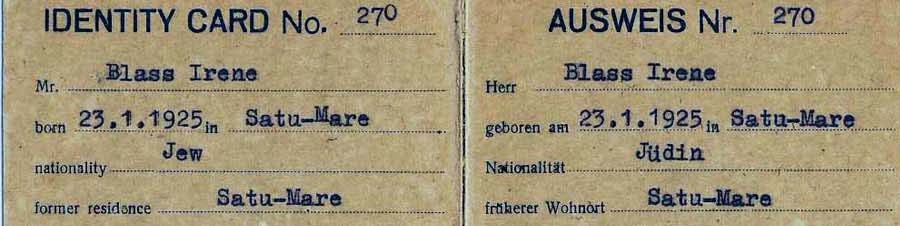 IDENTITY CARD No. 270
Mr. Blass Irene
born 23.1.1925 in Satu-Mare
nationality Jew
former residence Satu-Mare
AUSWEIS Nr. 270
Herr Blass Irene
geboren am 23.1.1925 in Satu-Mare
Nationalität Jüdin
früherer Wohnort Satu-Mare